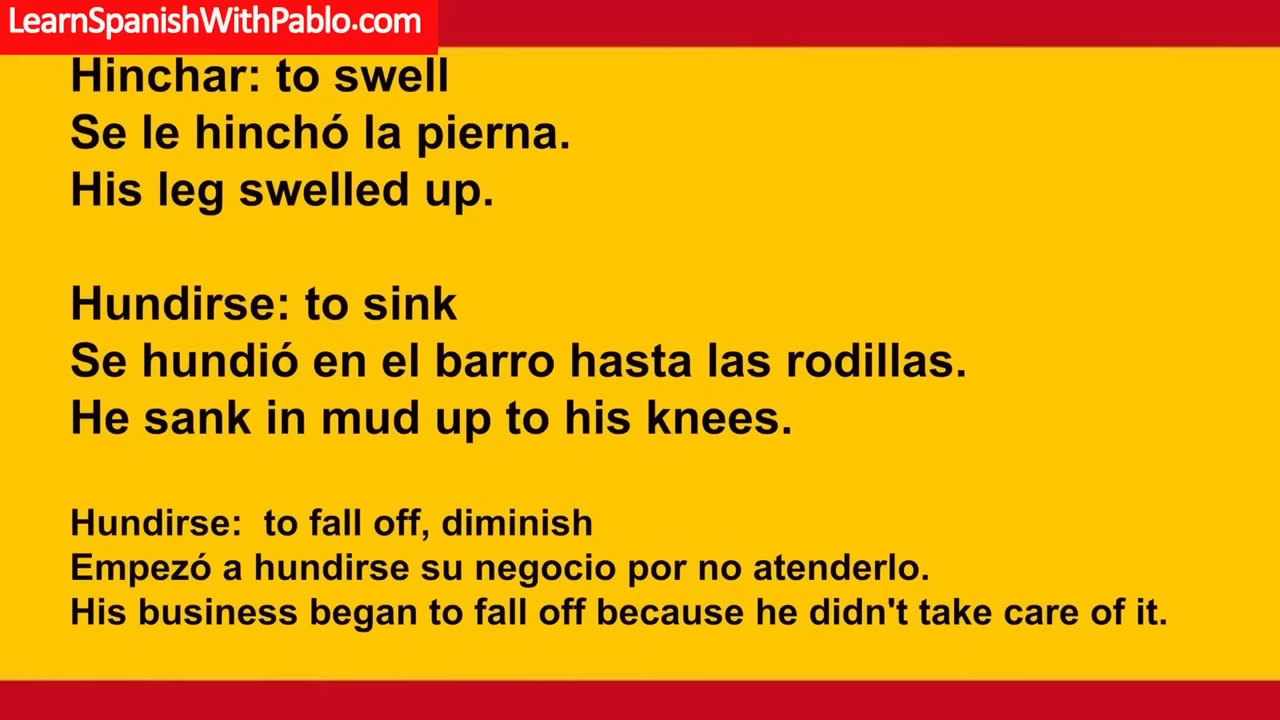 LearnSpanishWithPablo.com
Hinchar: to swell
Se le hinchó la pierna.
His leg swelled up.
Hundirse: to sink
Se hundió en el barro hasta las rodillas.
He sank in mud up to his knees.
Hundirse:  to fall off, diminish
Empezó a hundirse su negocio por no atenderlo.
His business began to fall off because he didn't take care of it.